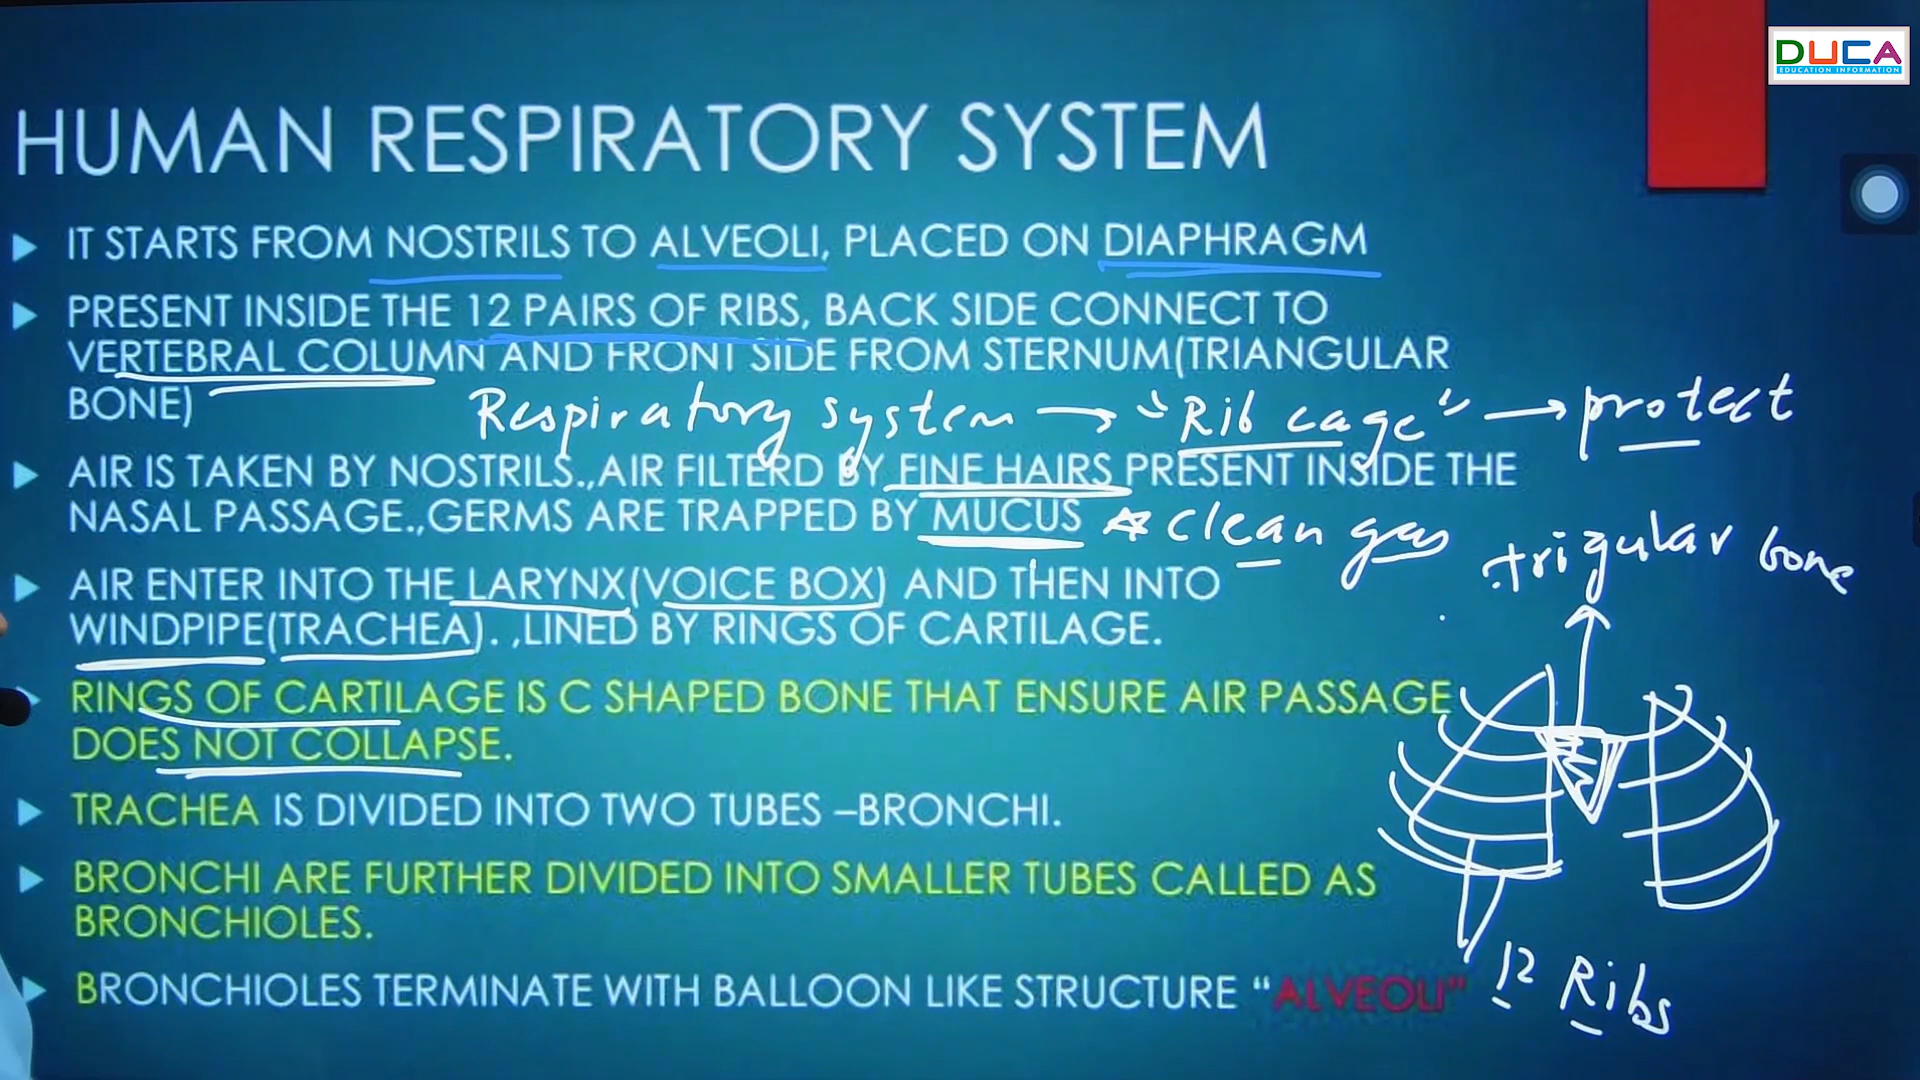 DUCA
EDUCATION INFORMATION
HUMAN RESPIRATORY SYSTEM
IT STARTS FROM NOSTRILS TO ALVEOLI, PLACED ON DIAPHRAGM
PRESENT INSIDE THE 12 PAIRS OF RIBS, BACK SIDE CONNECT TO
VERTEBRAL COLUMN AND FRONT SIDE FROM STERNUM(TRIANGULAR
BONE)
Respiratory system → "Rib cage" → protect
AIR IS TAKEN BY NOSTRILS.,AIR FILTERD BY FINE HAIRS PRESENT INSIDE THE
NASAL PASSAGE.,GERMS ARE TRAPPED BY MUCUS
clean gas
trigular bone
AIR ENTER INTO THE LARYNX(VOICE BOX) AND THEN INTO
WINDPIPE(TRACHEA). ,LINED BY RINGS OF CARTILAGE.
RINGS OF CARTILAGE IS C SHAPED BONE THAT ENSURE AIR PASSAGE
DOES NOT COLLAPSE.
TRACHEA IS DIVIDED INTO TWO TUBES –BRONCHI.
BRONCHI ARE FURTHER DIVIDED INTO SMALLER TUBES CALLED AS
BRONCHIOLES.
BRONCHIOLES TERMINATE WITH BALLOON LIKE STRUCTURE "ALVEOLI"
12 Ribs